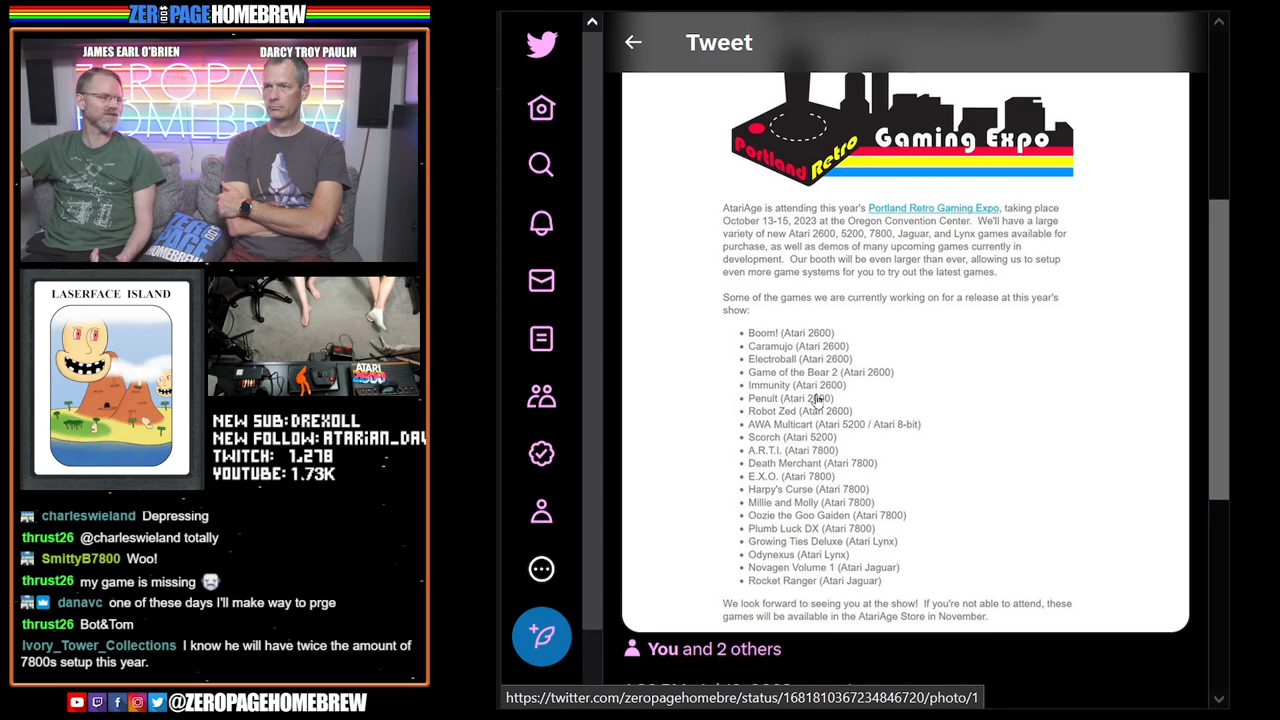 ZEROPAGE HOMEBREW
JAMES EARL O'BRIEN
DARCY TROY PAULIN
ZEROPAGE
HOMEBREW
ZEROPAGE
HOMEBREW
LASERFACE ISLAND
ATARI
2600
NEW SUB:DREXOLL
NEW FOLLOW:ATARIAN_DAV
TWITCH: 1,278
YOUTUBE: 1.73K
charleswieland Depressing
thrust26 @charleswieland totally
SmittyB7800 Woo!
thrust26 my game is missing
danavc one of these days I'll make way to prge
thrust26 Bot&Tom
Ivory_Tower_Collections I know he will have twice the amount of
7800s setup this year.
@ZEROPAGEHOMEBREW
Tweet
Portland Retro Gaming Expo
AtariAge is attending this year's Portland Retro Gaming Expo, taking place
October 13-15, 2023 at the Oregon Convention Center. We'll have a large
variety of new Atari 2600, 5200, 7800, Jaguar, and Lynx games available for
purchase, as well as demos of many upcoming games currently in
development. Our booth will be even larger than ever, allowing us to setup
even more game systems for you to try out the latest games.
Some of the games we are currently working on for a release at this year's
show:
• Boom! (Atari 2600)
• Caramujo (Atari 2600)
• Electroball (Atari 2600)
• Game of the Bear 2 (Atari 2600)
• Immunity (Atari 2600)
• Penult (Atari 2600)
• Robot Zed (Atari 2600)
• AWA Multicart (Atari 5200 / Atari 8-bit)
• Scorch (Atari 5200)
• A.R.T.I. (Atari 7800)
• Death Merchant (Atari 7800)
• E.X.O. (Atari 7800)
• Harpy's Curse (Atari 7800)
• Millie and Molly (Atari 7800)
• Oozie the Goo Gaiden (Atari 7800)
• Plumb Luck DX (Atari 7800)
• Growing Ties Deluxe (Atari Lynx)
• Odynexus (Atari Lynx)
• Novagen Volume 1 (Atari Jaguar)
• Rocket Ranger (Atari Jaguar)
We look forward to seeing you at the show! If you're not able to attend, these
games will be available in the AtariAge Store in November.
You and 2 others
https://twitter.com/zeropagehomebre/status/1681810367234846720/photo/1